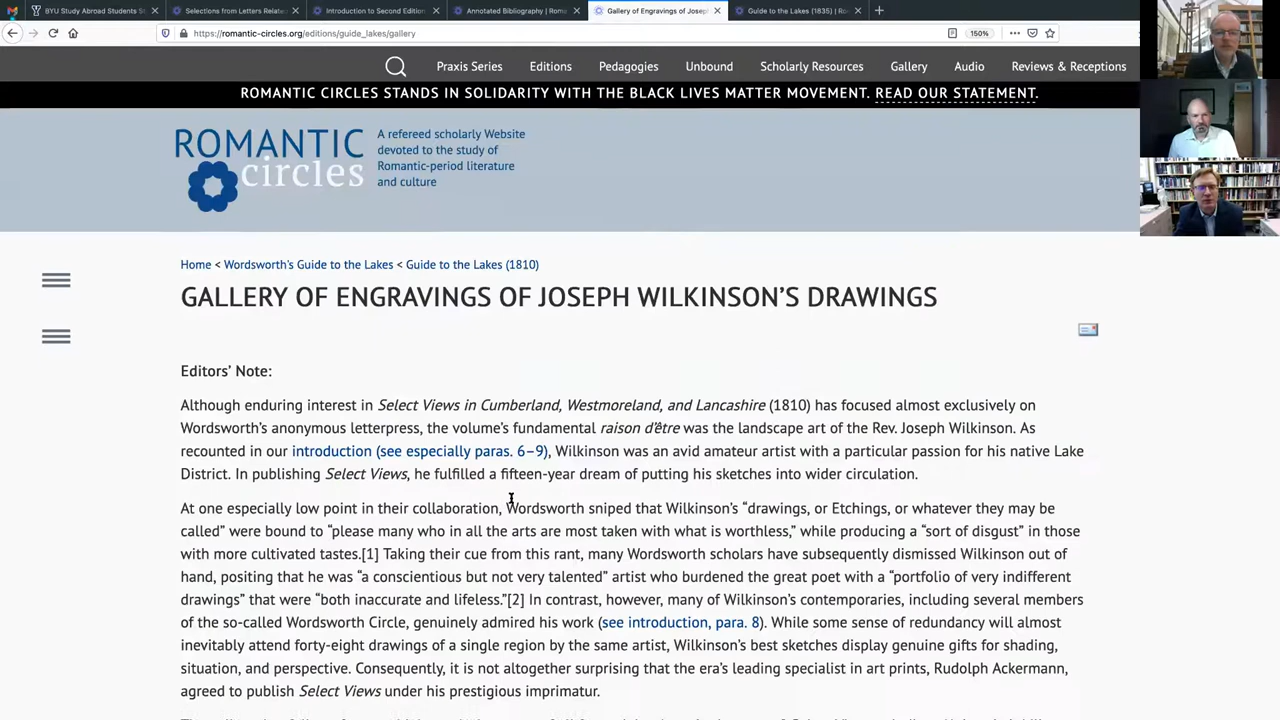 BYU Study Abroad Students St
Selections from Letters Relate
Introduction to Second Edition
Annotated Bibliography | Roma
Gallery of Engravings of Joseph
Guide to the Lakes (1835) | Ro
https://romantic-circles.org/editions/guide_lakes/gallery
150%
Praxis Series Editions Pedagogies Unbound Scholarly Resources Gallery Audio Reviews & Receptions
ROMANTIC CIRCLES STANDS IN SOLIDARITY WITH THE BLACK LIVES MATTER MOVEMENT. READ OUR STATEMENT.
ROMANTIC
circles
A refereed scholarly Website
devoted to the study of
Romantic-period literature
and culture
Home < Wordsworth's Guide to the Lakes < Guide to the Lakes (1810)
GALLERY OF ENGRAVINGS OF JOSEPH WILKINSON'S DRAWINGS
Editors' Note:
Although enduring interest in Select Views in Cumberland, Westmoreland, and Lancashire (1810) has focused almost exclusively on
Wordsworth's anonymous letterpress, the volume's fundamental raison d'être was the landscape art of the Rev. Joseph Wilkinson. As
recounted in our introduction (see especially paras. 6–9), Wilkinson was an avid amateur artist with a particular passion for his native Lake
District. In publishing Select Views, he fulfilled a fifteen-year dream of putting his sketches into wider circulation.
At one especially low point in their collaboration, Wordsworth sniped that Wilkinson's “drawings, or Etchings, or whatever they may be
called” were bound to “please many who in all the arts are most taken with what is worthless,” while producing a “sort of disgust” in those
with more cultivated tastes.[1] Taking their cue from this rant, many Wordsworth scholars have subsequently dismissed Wilkinson out of
hand, positing that he was “a conscientious but not very talented” artist who burdened the great poet with a “portfolio of very indifferent
drawings” that were “both inaccurate and lifeless.”[2] In contrast, however, many of Wilkinson's contemporaries, including several members
of the so-called Wordsworth Circle, genuinely admired his work (see introduction, para. 8). While some sense of redundancy will almost
inevitably attend forty-eight drawings of a single region by the same artist, Wilkinson's best sketches display genuine gifts for shading,
situation, and perspective. Consequently, it is not altogether surprising that the era's leading specialist in art prints, Rudolph Ackermann,
agreed to publish Select Views under his prestigious imprimatur.